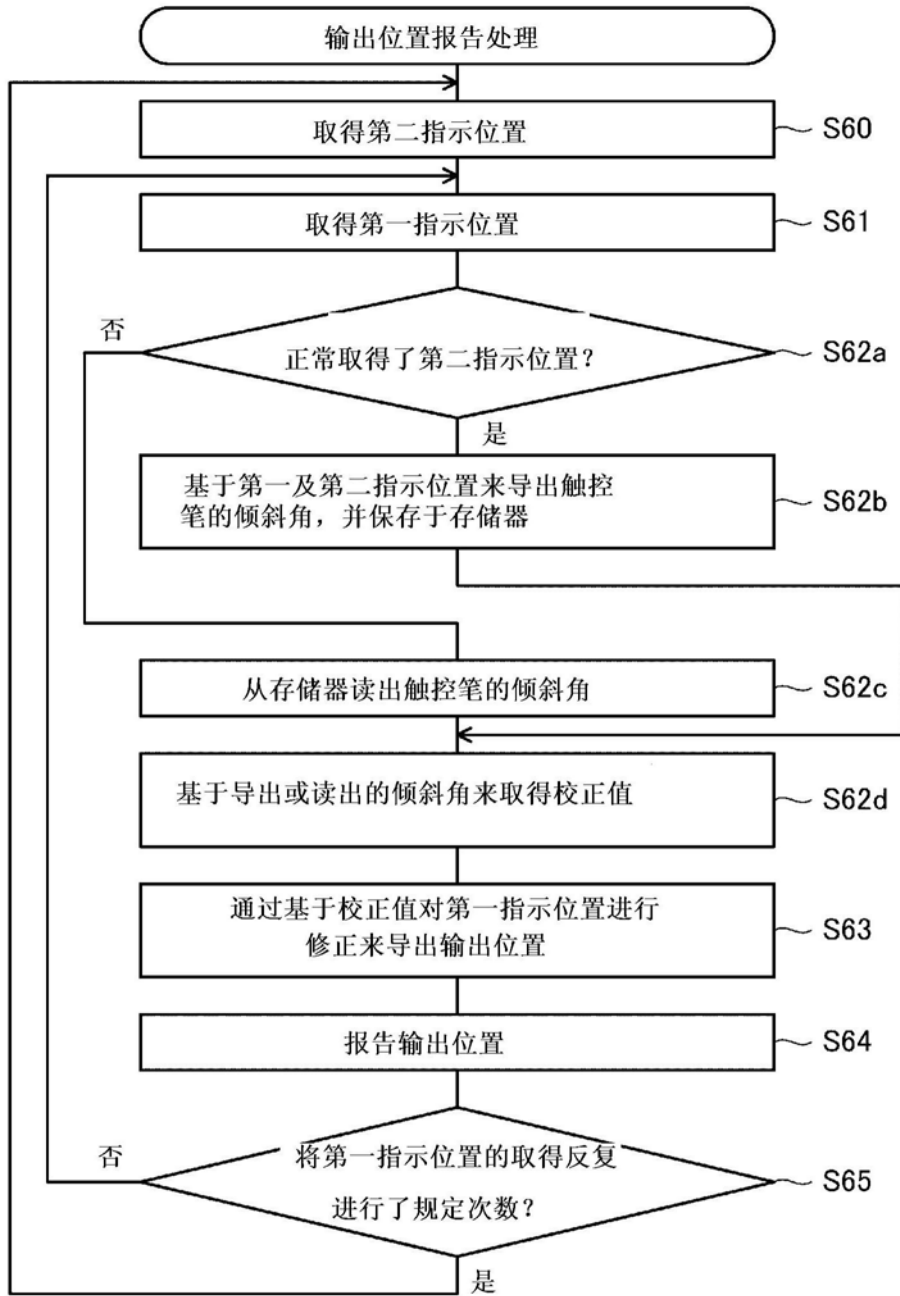 输出位置报告处理
取得第二指示位置
S60
取得第一指示位置
S61
否
正常取得了第二指示位置？
S62a
是
基于第一及第二指示位置来导出触控
笔的倾斜角，并保存于存储器
S62b
从存储器读出触控笔的倾斜角
S62c
基于导出或读出的倾斜角来取得校正值
S62d
通过基于校正值对第一指示位置进行
修正来导出输出位置
S63
报告输出位置
S64
否
将第一指示位置的取得反复
进行了规定次数？
S65
是